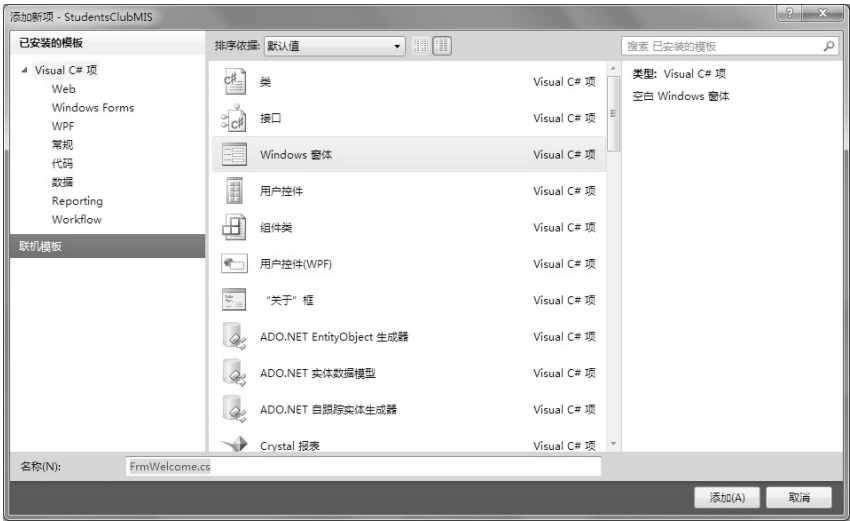 添加新项 - StudentsClubMIS
已安装的模板
排序依据: 默认值
搜索 已安装的模板
Visual C# 项
Web
Windows Forms
WPF
常规
代码
数据
Reporting
Workflow
联机模板
类 Visual C# 项
接口 Visual C# 项
Windows 窗体 Visual C# 项
用户控件 Visual C# 项
组件类 Visual C# 项
用户控件(WPF) Visual C# 项
“关于”框 Visual C# 项
ADO.NET EntityObject 生成器 Visual C# 项
ADO.NET 实体数据模型 Visual C# 项
ADO.NET 自跟踪实体生成器 Visual C# 项
Crystal 报表 Visual C# 项
类型: Visual C# 项
空白 Windows 窗体
名称(N): FrmWelcome.cs
添加(A) 取消